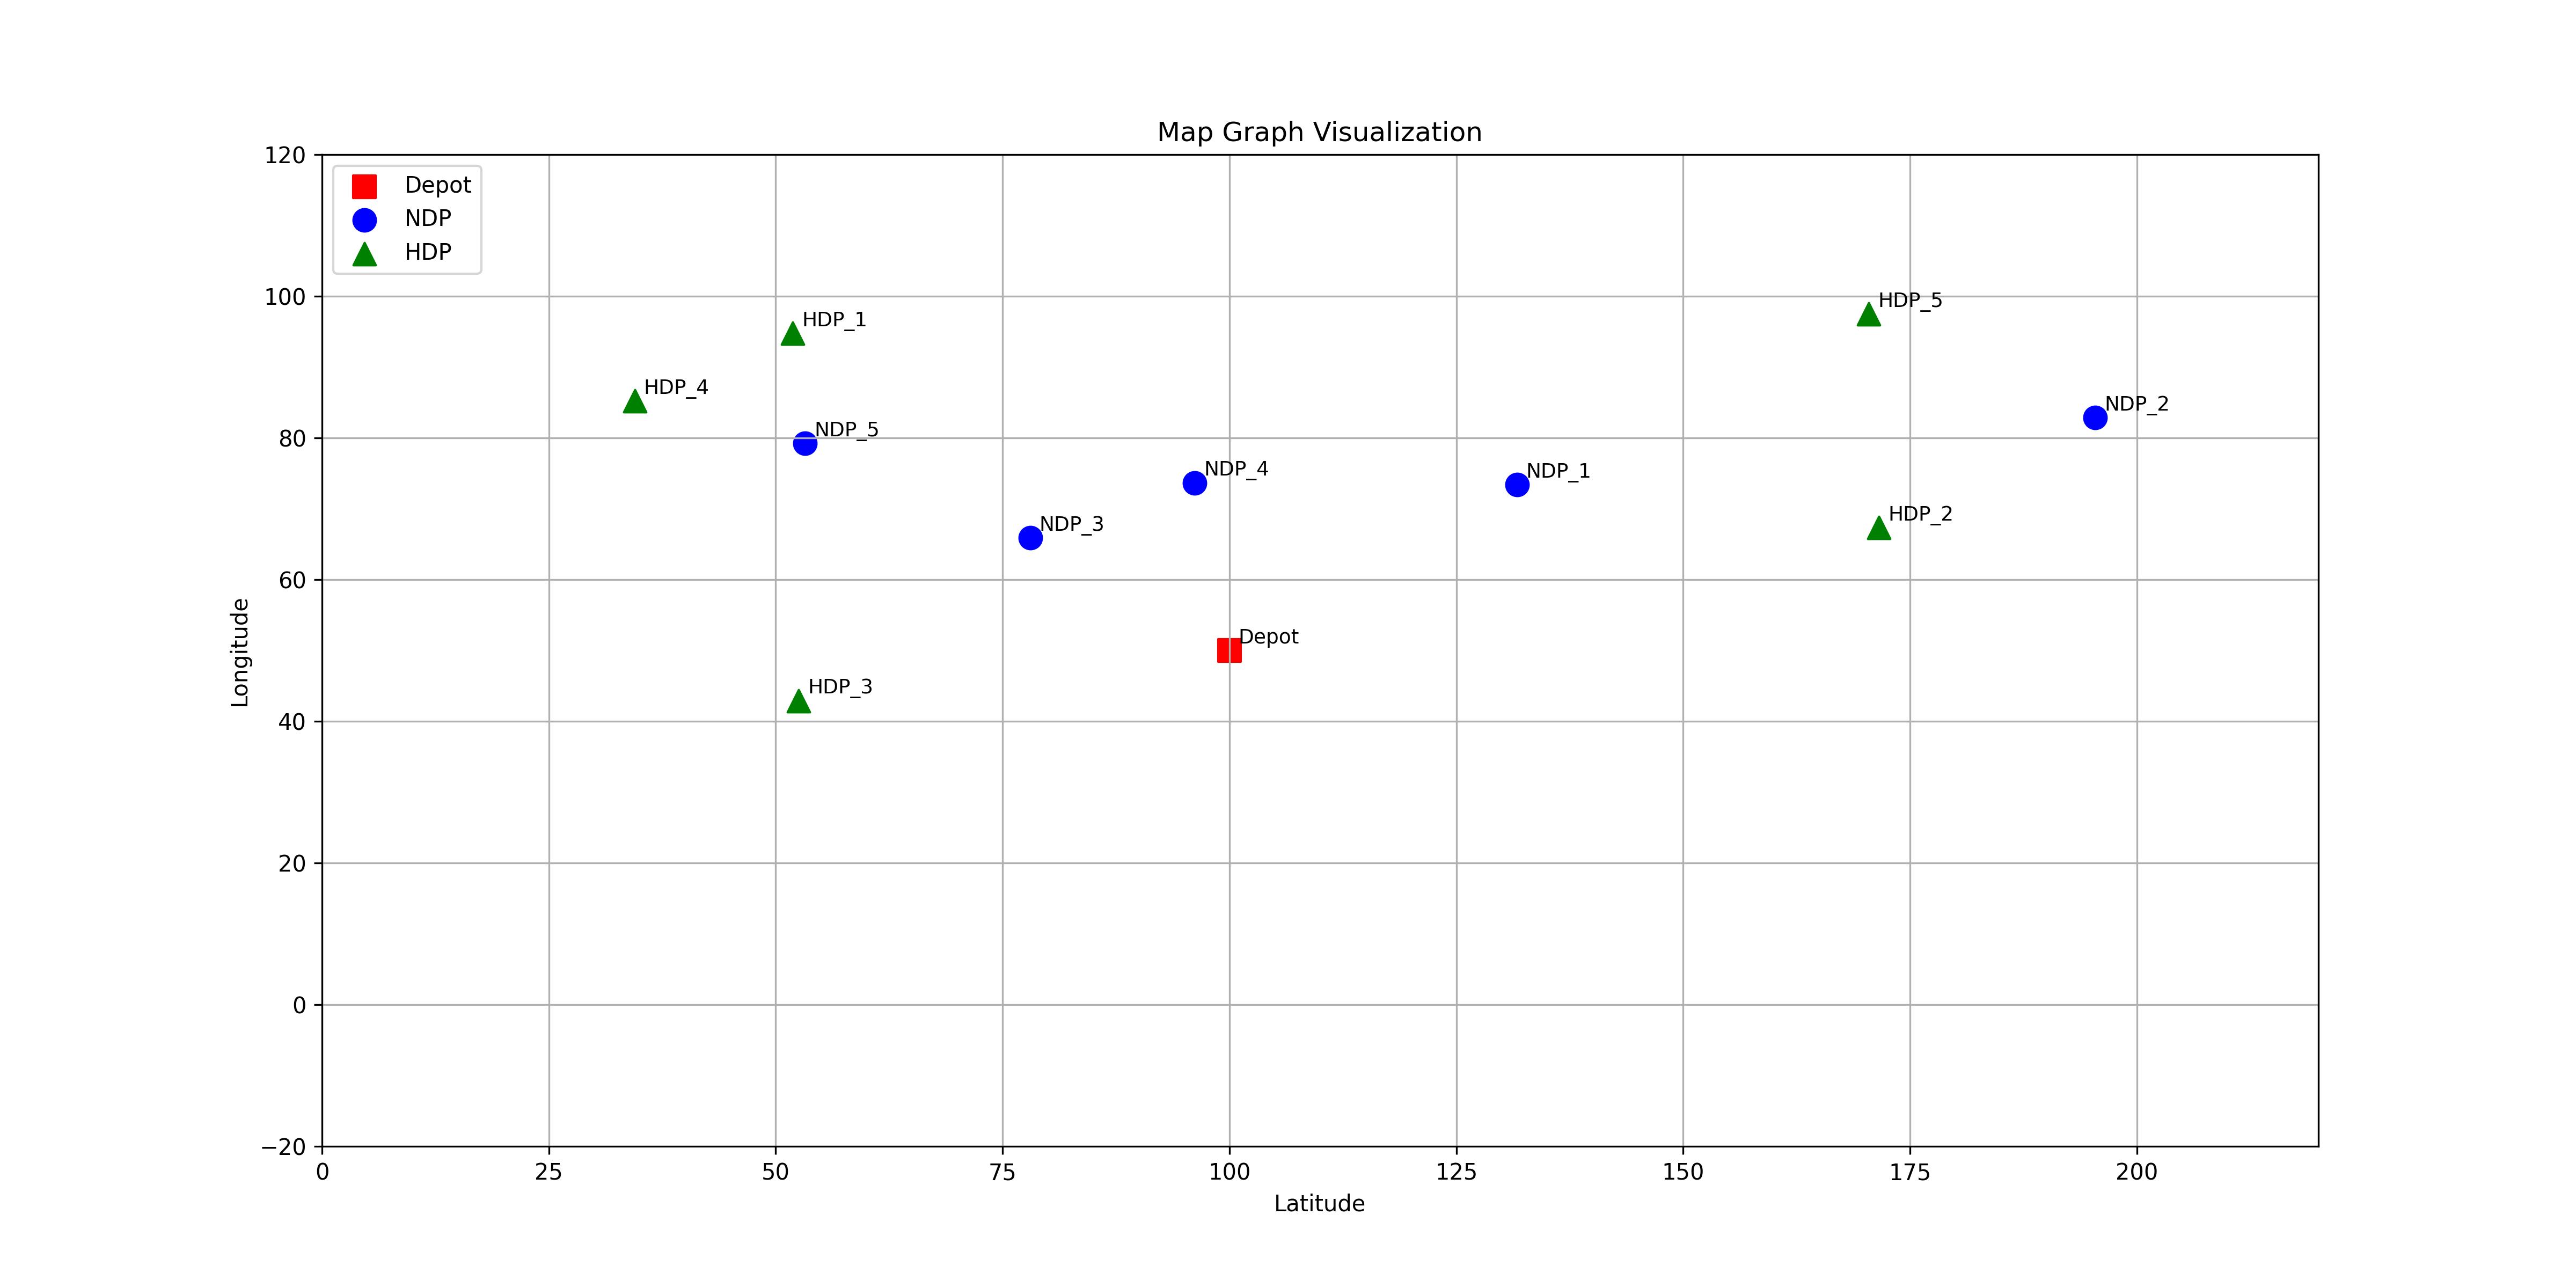 Map Graph Visualization
Depot
NDP
HDP
HDP_1
HDP_5
HDP_4
NDP_2
NDP_5
NDP_4
NDP_1
NDP_3
HDP_2
Depot
HDP_3
120
100
80
60
40
20
0
−20
Longitude
0 25 50 75 100 125 150 175 200
Latitude